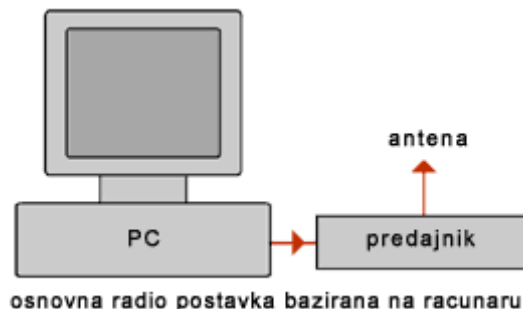 antena
PC
predajnik
osnovna radio postavka bazirana na racunaru